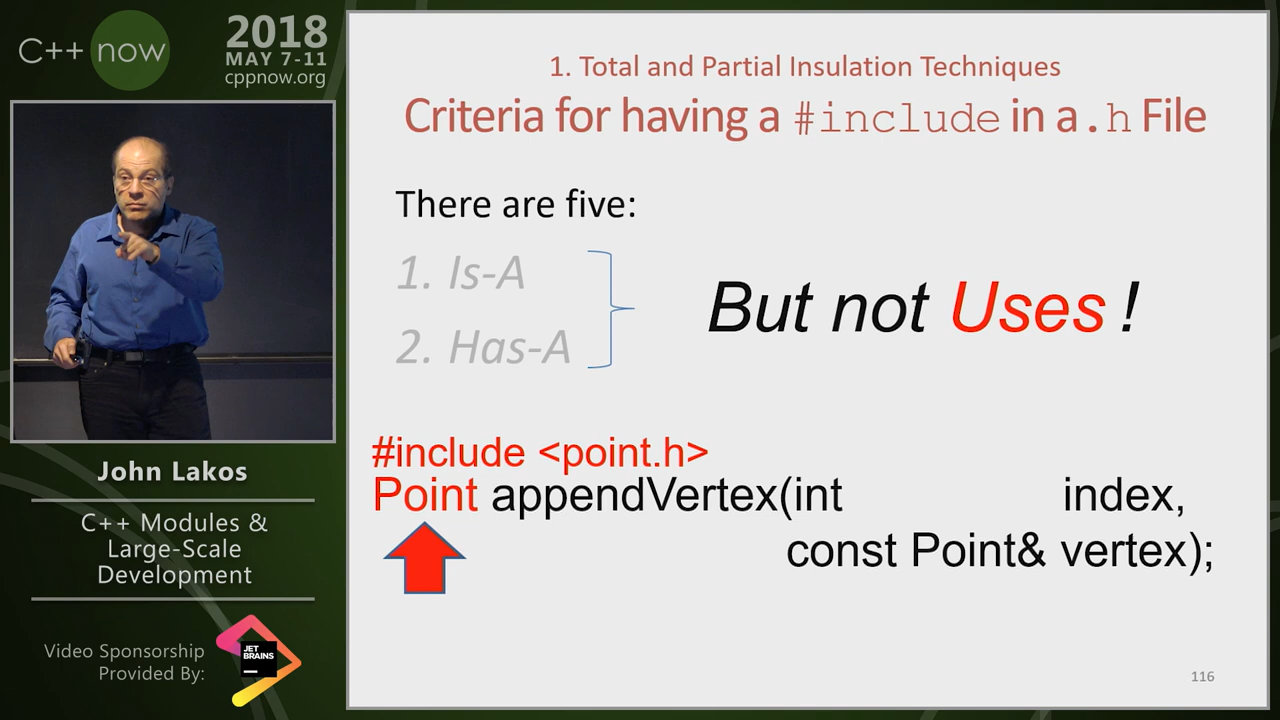 C++ now
2018
MAY 7-11
cppnow.org
John Lakos
C++ Modules &
Large-Scale
Development
Video Sponsorship
Provided By:
JET
BRAINS
1. Total and Partial Insulation Techniques
Criteria for having a #include in a .h File
There are five:
1. Is-A
2. Has-A
But not Uses !
#include <point.h>
Point appendVertex(int index,
const Point& vertex);
116